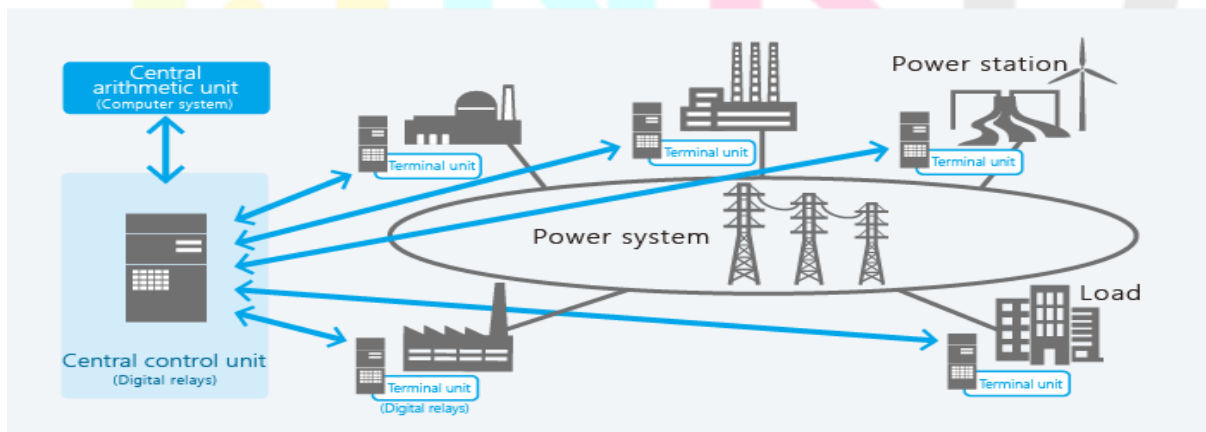 Central
arithmetic unit
(Computer system)
Power station
Terminal unit
Terminal unit
Terminal unit
Power system
Load
Central control unit
(Digital relays)
Terminal unit
(Digital relays)
Terminal unit